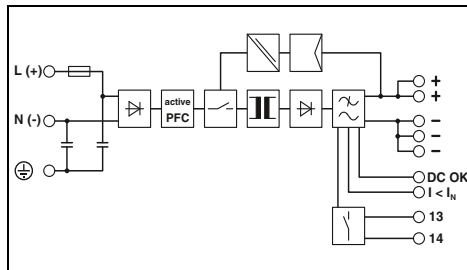 L (+)
+
+
active
PFC
N (-)
–
–
–
DC OK
I < IN
13
14